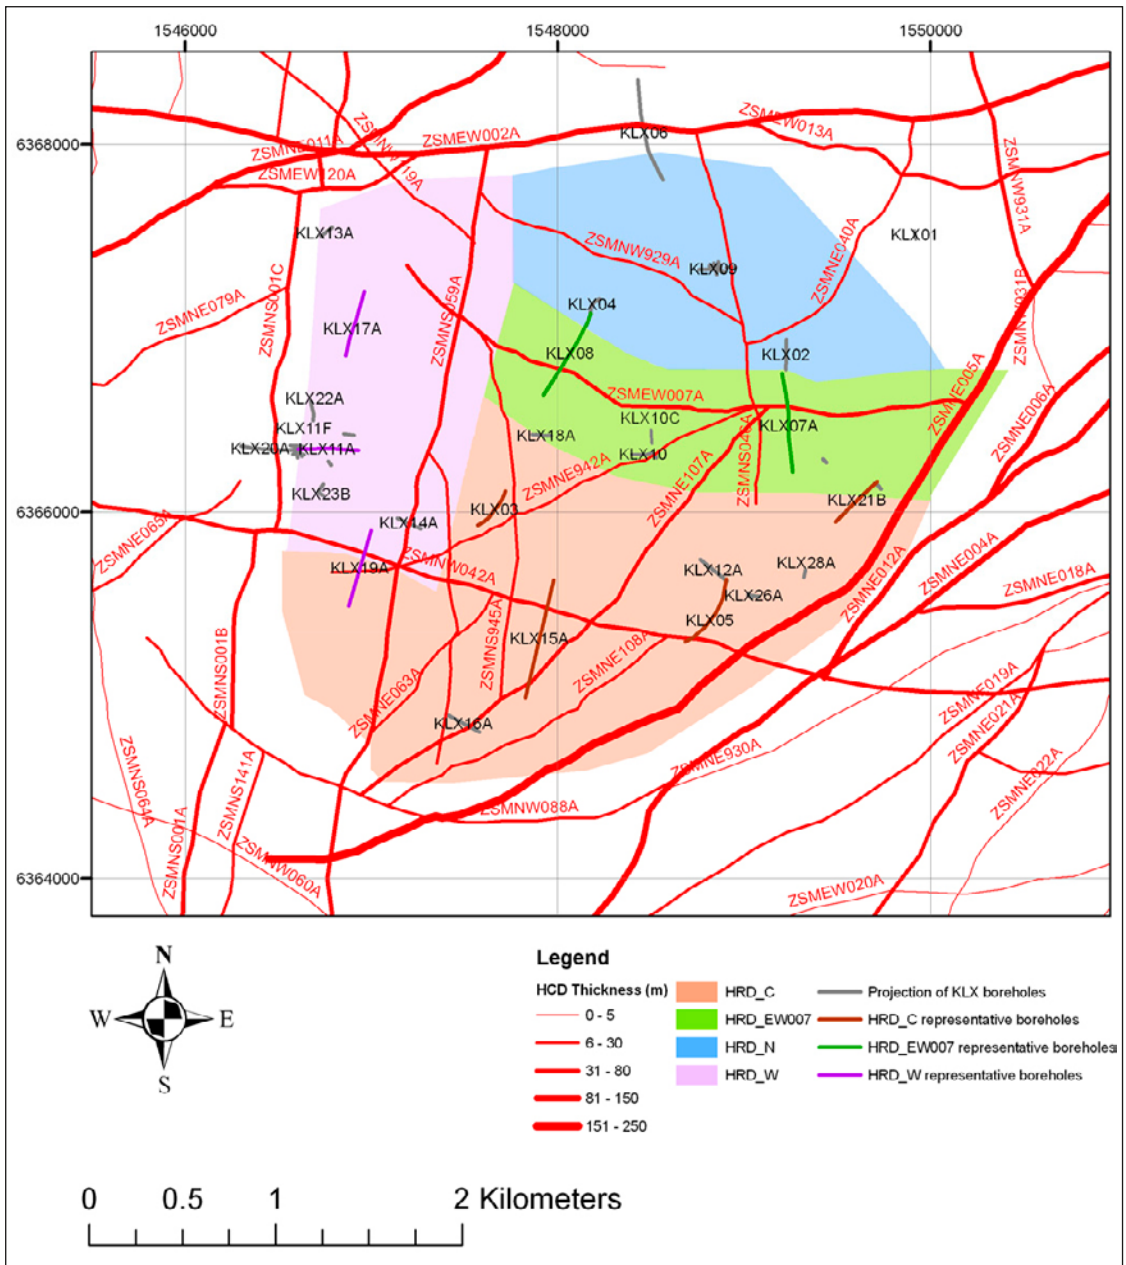 1546000
1548000
1550000
6368000
6366000
6364000
KLX06
ZSMEW013A
ZSMEW002A
ZSMNW119A
ZSMNE011A
ZSMEW120A
ZSMNW931A
KLX13A
KLX01
ZSMNE040A
ZSMNW929A
KLX09
ZSMNS001C
ZSMNS059A
ZSMNE079A
ZSMNW931B
KLX04
KLX17A
KLX08
KLX02
ZSMEW007A
ZSMNE005A
KLX22A
KLX10C
KLX07A
ZSMNE006A
KLX11F
KLX18A
KLX20A
KLX11A
KLX10
ZSMNE942A
ZSMNE107A
ZSMNS046A
KLX23B
KLX03
KLX21B
KLX14A
ZSMNE065A
KLX19A
ZSMNW042A
KLX12A
KLX28A
KLX26A
KLX05
ZSMNE012A
ZSMNE004A
ZSMNE018A
KLX15A
ZSMNS945A
ZSMNE108A
ZSMNS001B
ZSMNE063A
KLX16A
ZSMNE019A
ZSMNE021A
ZSMNE930A
ZSMNE022A
ZSMNS064A
ZSMNS141A
ZSMNS001A
ZSMNW088A
ZSMNW060A
ZSMEW020A
N
W
E
S
Legend
HCD Thickness (m)
0 - 5
6 - 30
31 - 80
81 - 150
151 - 250
HRD_C
HRD_EW007
HRD_N
HRD_W
Projection of KLX boreholes
HRD_C representative boreholes
HRD_EW007 representative boreholes
HRD_W representative boreholes
0 0.5 1 2 Kilometers